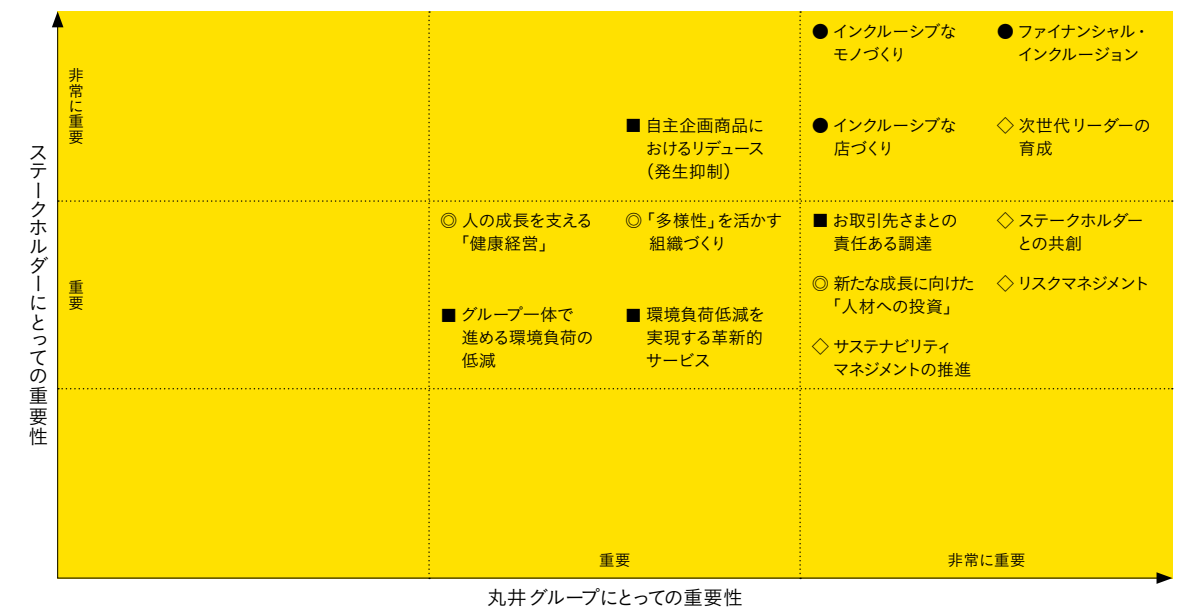 ステークホルダーにとっての重要性
非常に重要
重要
● インクルーシブな
モノづくり
● ファイナンシャル・
インクルージョン
■ 自主企画商品に
おけるリデュース
（発生抑制）
● インクルーシブな
店づくり
◇ 次世代リーダーの
育成
◎ 人の成長を支える
「健康経営」
◎「多様性」を活かす
組織づくり
■ グループ一体で
進める環境負荷の
低減
■ 環境負荷低減を
実現する革新的
サービス
■ お取引先さまとの
責任ある調達
◇ ステークホルダー
との共創
◎ 新たな成長に向けた
「人材への投資」
◇ リスクマネジメント
◇ サステナビリティ
マネジメントの推進
重要
非常に重要
丸井グループにとっての重要性